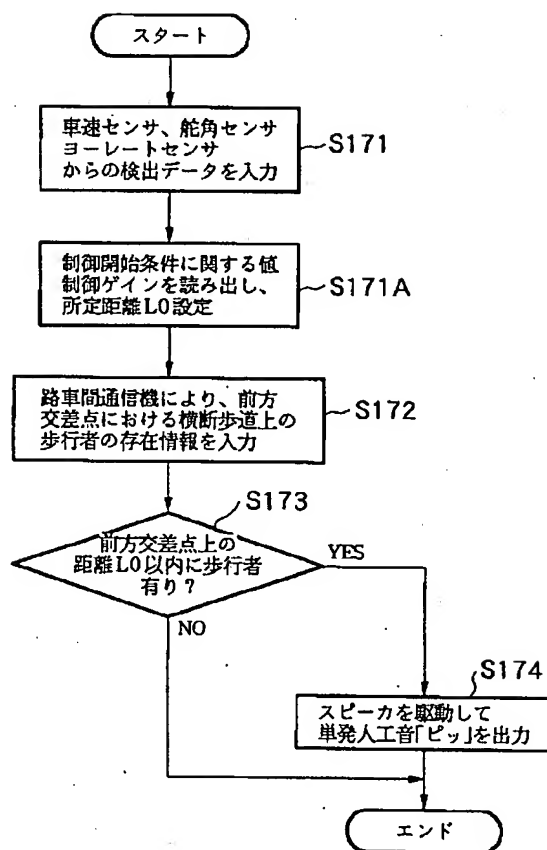 スタート
車速センサ、舵角センサ
ヨーレートセンサ
からの検出データを入力
S171
制御開始条件に関する値
制御ゲインを読み出し、
所定距離L0設定
S171A
路車間通信機により、前方
交差点における横断歩道上の
歩行者の存在情報を入力
S172
S173
前方交差点上の
距離L0以内に歩行者
有り?
YES
NO
S174
スピーカを駆動して
単発人工音「ピッ」を出力
エンド